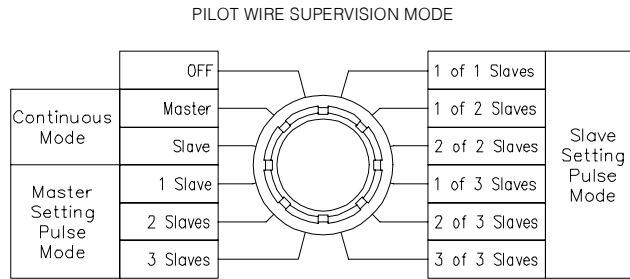 PILOT WIRE SUPERVISION MODE
OFF
Continuous
Mode
Master
Slave
Master
Setting
Pulse
Mode
1 Slave
2 Slaves
3 Slaves
1 of 1 Slaves
1 of 2 Slaves
2 of 2 Slaves
1 of 3 Slaves
2 of 3 Slaves
3 of 3 Slaves
Slave
Setting
Pulse
Mode